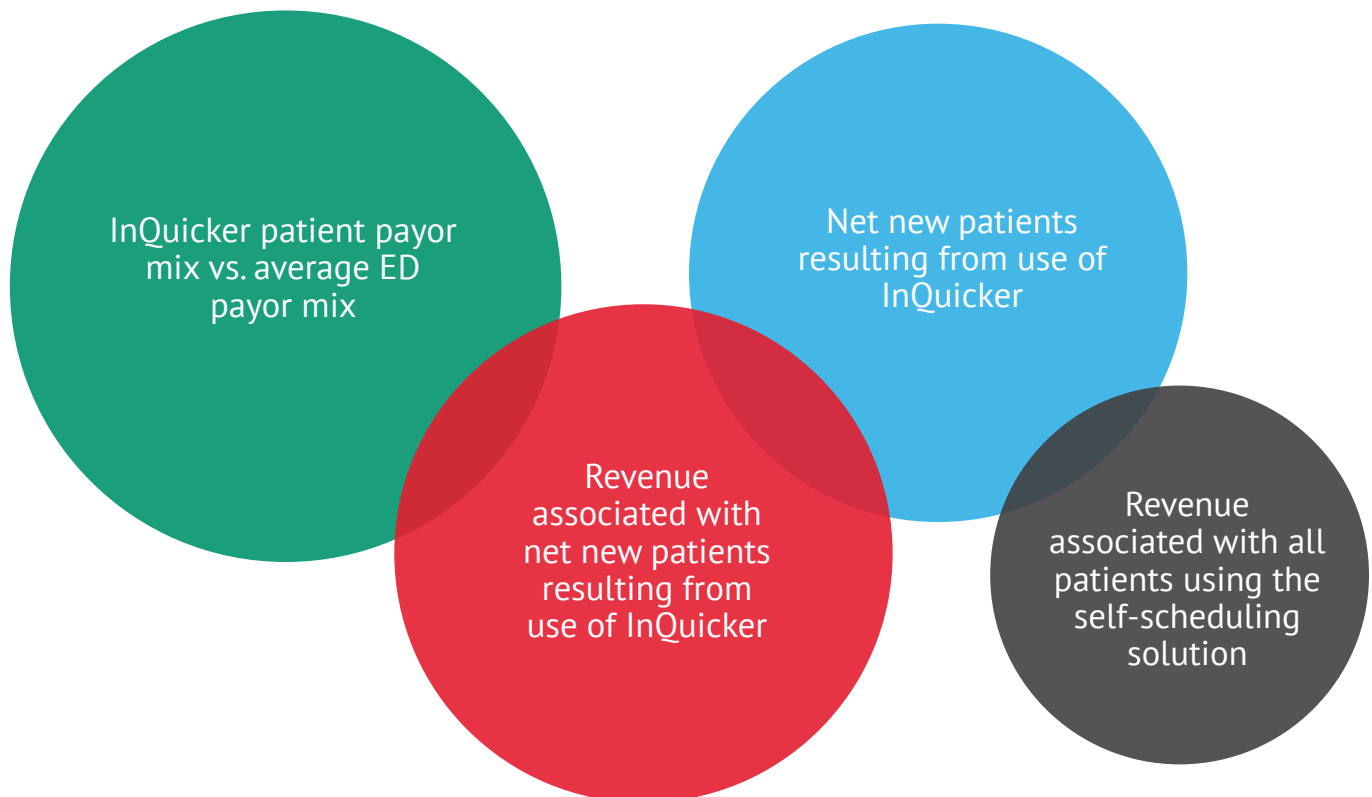 InQuicker patient payor
mix vs. average ED
payor mix
Net new patients
resulting from use of
InQuicker
Revenue
associated with
net new patients
resulting from
use of InQuicker
Revenue
associated with all
patients using the
self-scheduling
solution